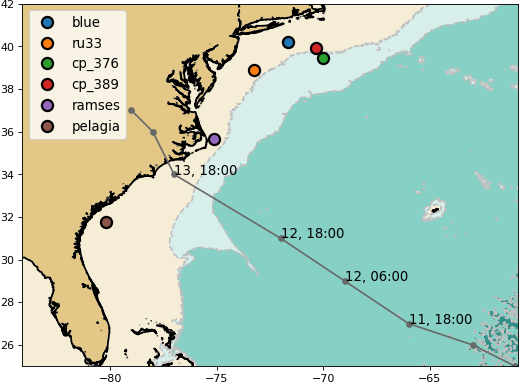 42
40
38
36
34
32
30
28
26
blue
ru33
cp_376
cp_389
ramses
pelagia
13, 18:00
12, 18:00
12, 06:00
11, 18:00
−80
−75
−70
−65